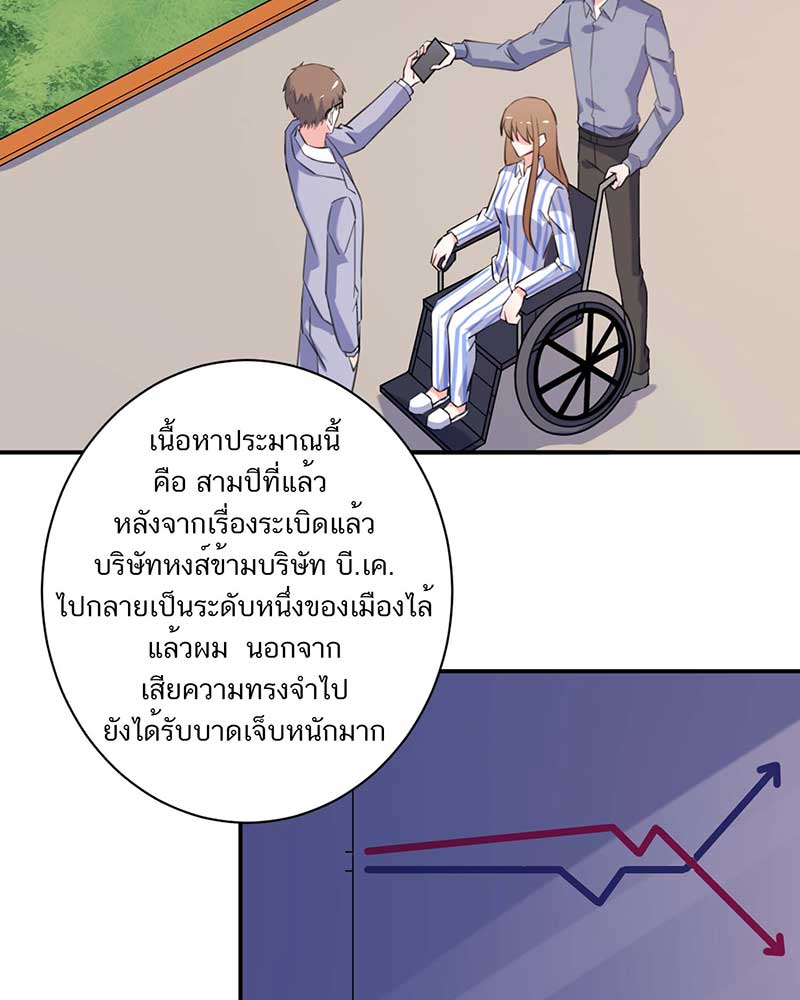 เนื้อหาประมาณนี้
คือ สามปีที่แล้ว
หลังจากเรื่องระเบิดแล้ว
บริษัทหงส์ข้ามบริษัท บี.เค.
ไปกลายเป็นระดับหนึ่งของเมืองไล้
แล้วผม นอกจาก
เสียความทรงจำไป
ยังได้รับบาดเจ็บหนักมาก